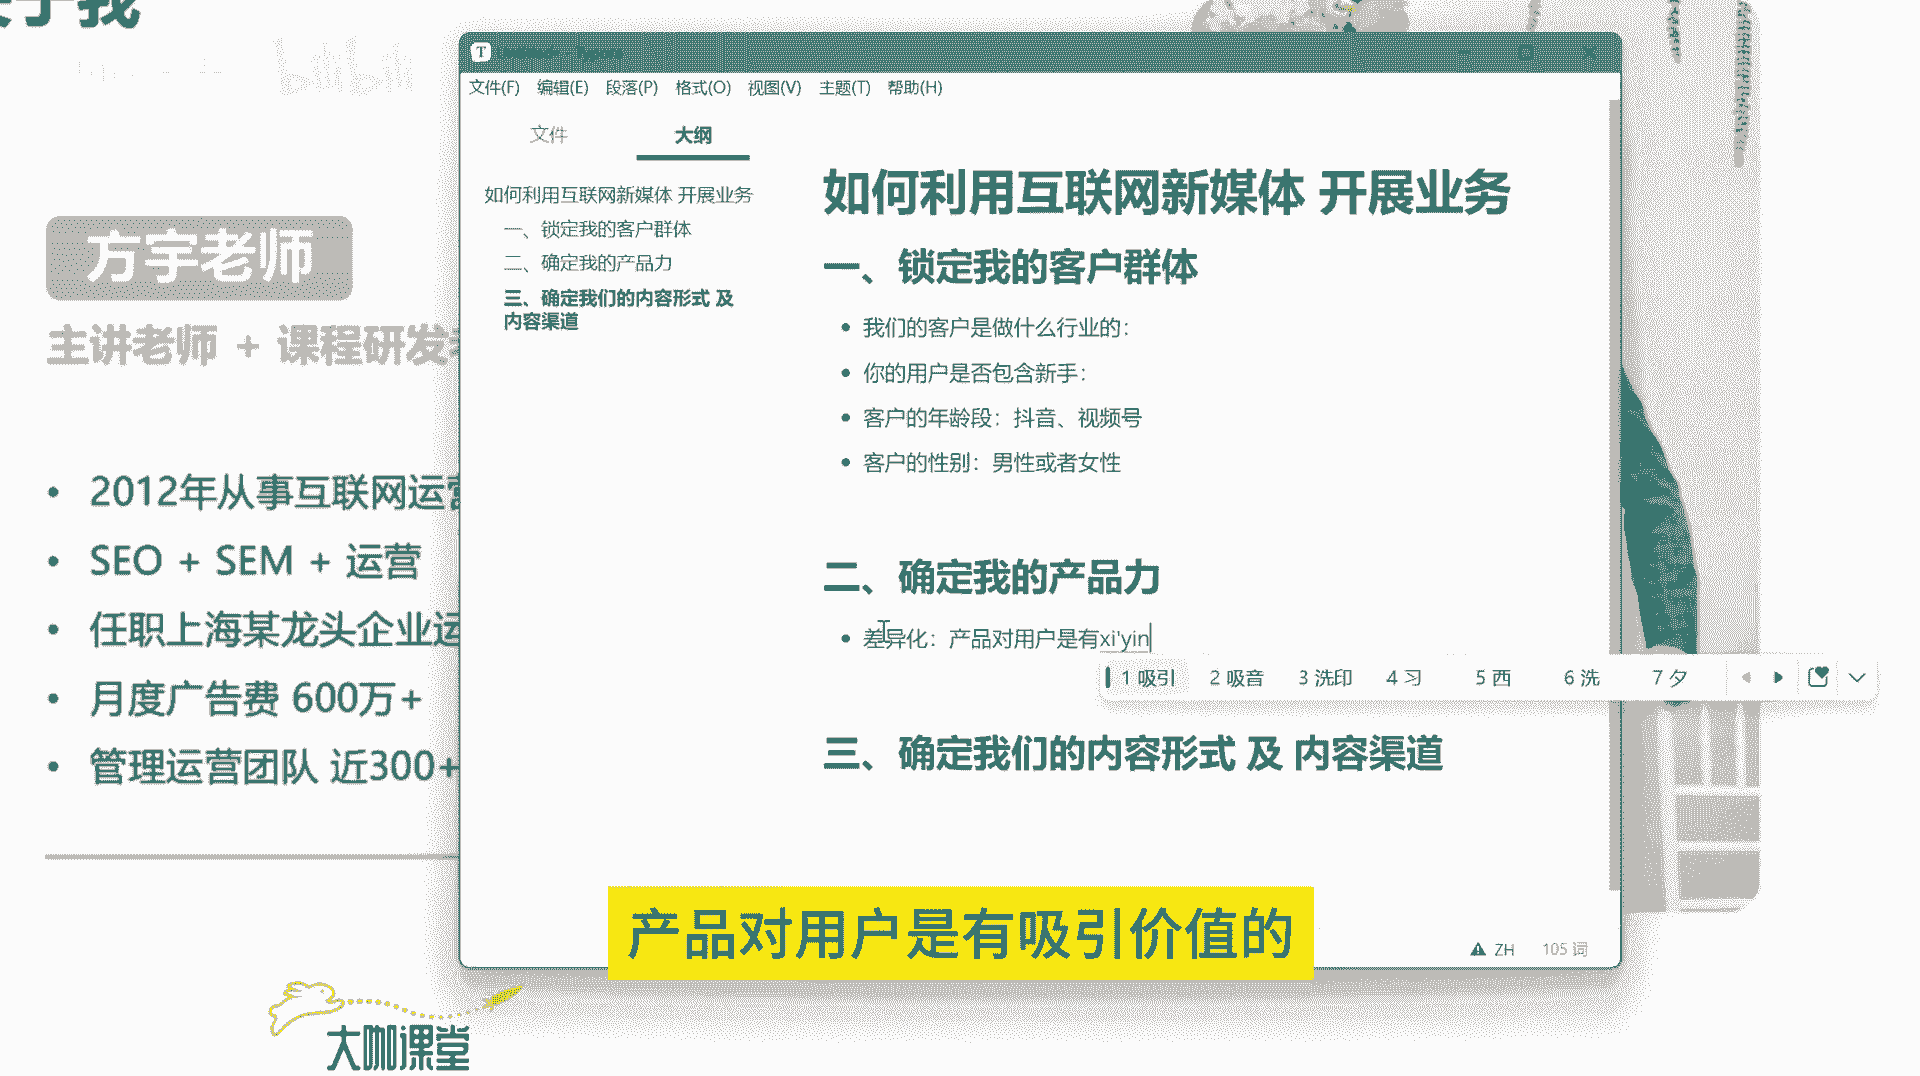 关于我
bilibili
方宇老师
主讲老师 + 课程研发
2012年从事互联网运营
SEO + SEM + 运营
任职上海某龙头企业运
月度广告费 600万+
管理运营团队 近300+
大咖课堂
文件(F) 编辑(E) 段落(P) 格式(O) 视图(V) 主题(T) 帮助(H)
文件 大纲
如何利用互联网新媒体 开展业务
一、锁定我的客户群体
二、确定我的产品力
三、确定我们的内容形式 及
内容渠道
如何利用互联网新媒体 开展业务
一、锁定我的客户群体
我们的客户是做什么行业的:
你的用户是否包含新手:
客户的年龄段: 抖音、视频号
客户的性别: 男性或者女性
二、确定我的产品力
差异化: 产品对用户是有xi'yin
1 吸引 2 吸音 3 洗印 4 习 5 西 6 洗 7 夕
三、确定我们的内容形式 及 内容渠道
ZH 105 词
产品对用户是有吸引价值的